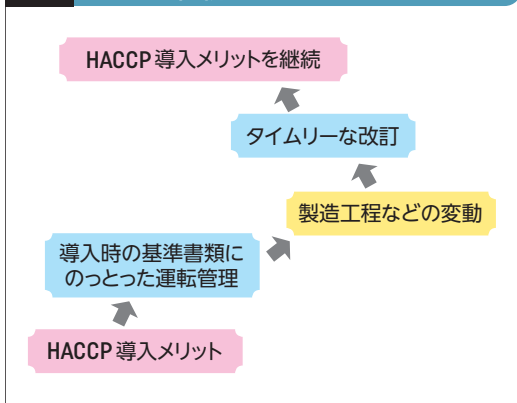 HACCP導入メリットを継続
タイムリーな改訂
製造工程などの変動
導入時の基準書類に
のっとった運転管理
HACCP導入メリット